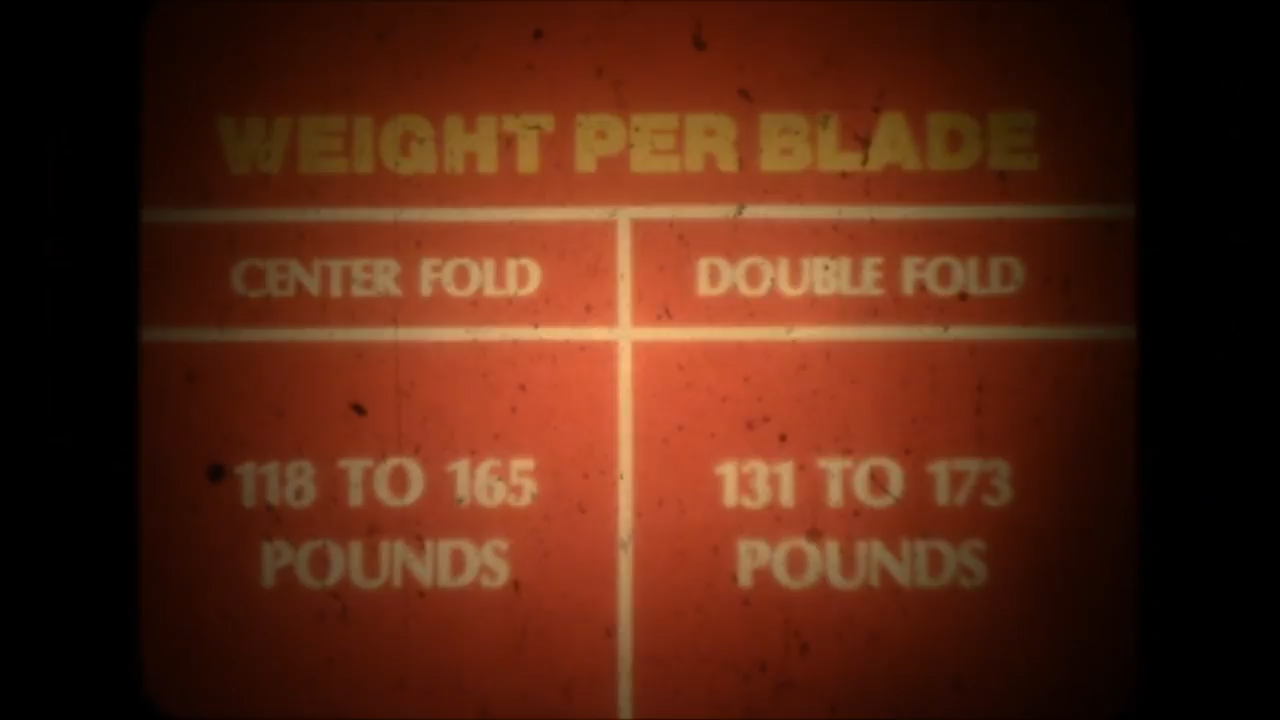 WEIGHT PER BLADE
CENTER FOLD
DOUBLE FOLD
118 TO 165
POUNDS
131 TO 173
POUNDS